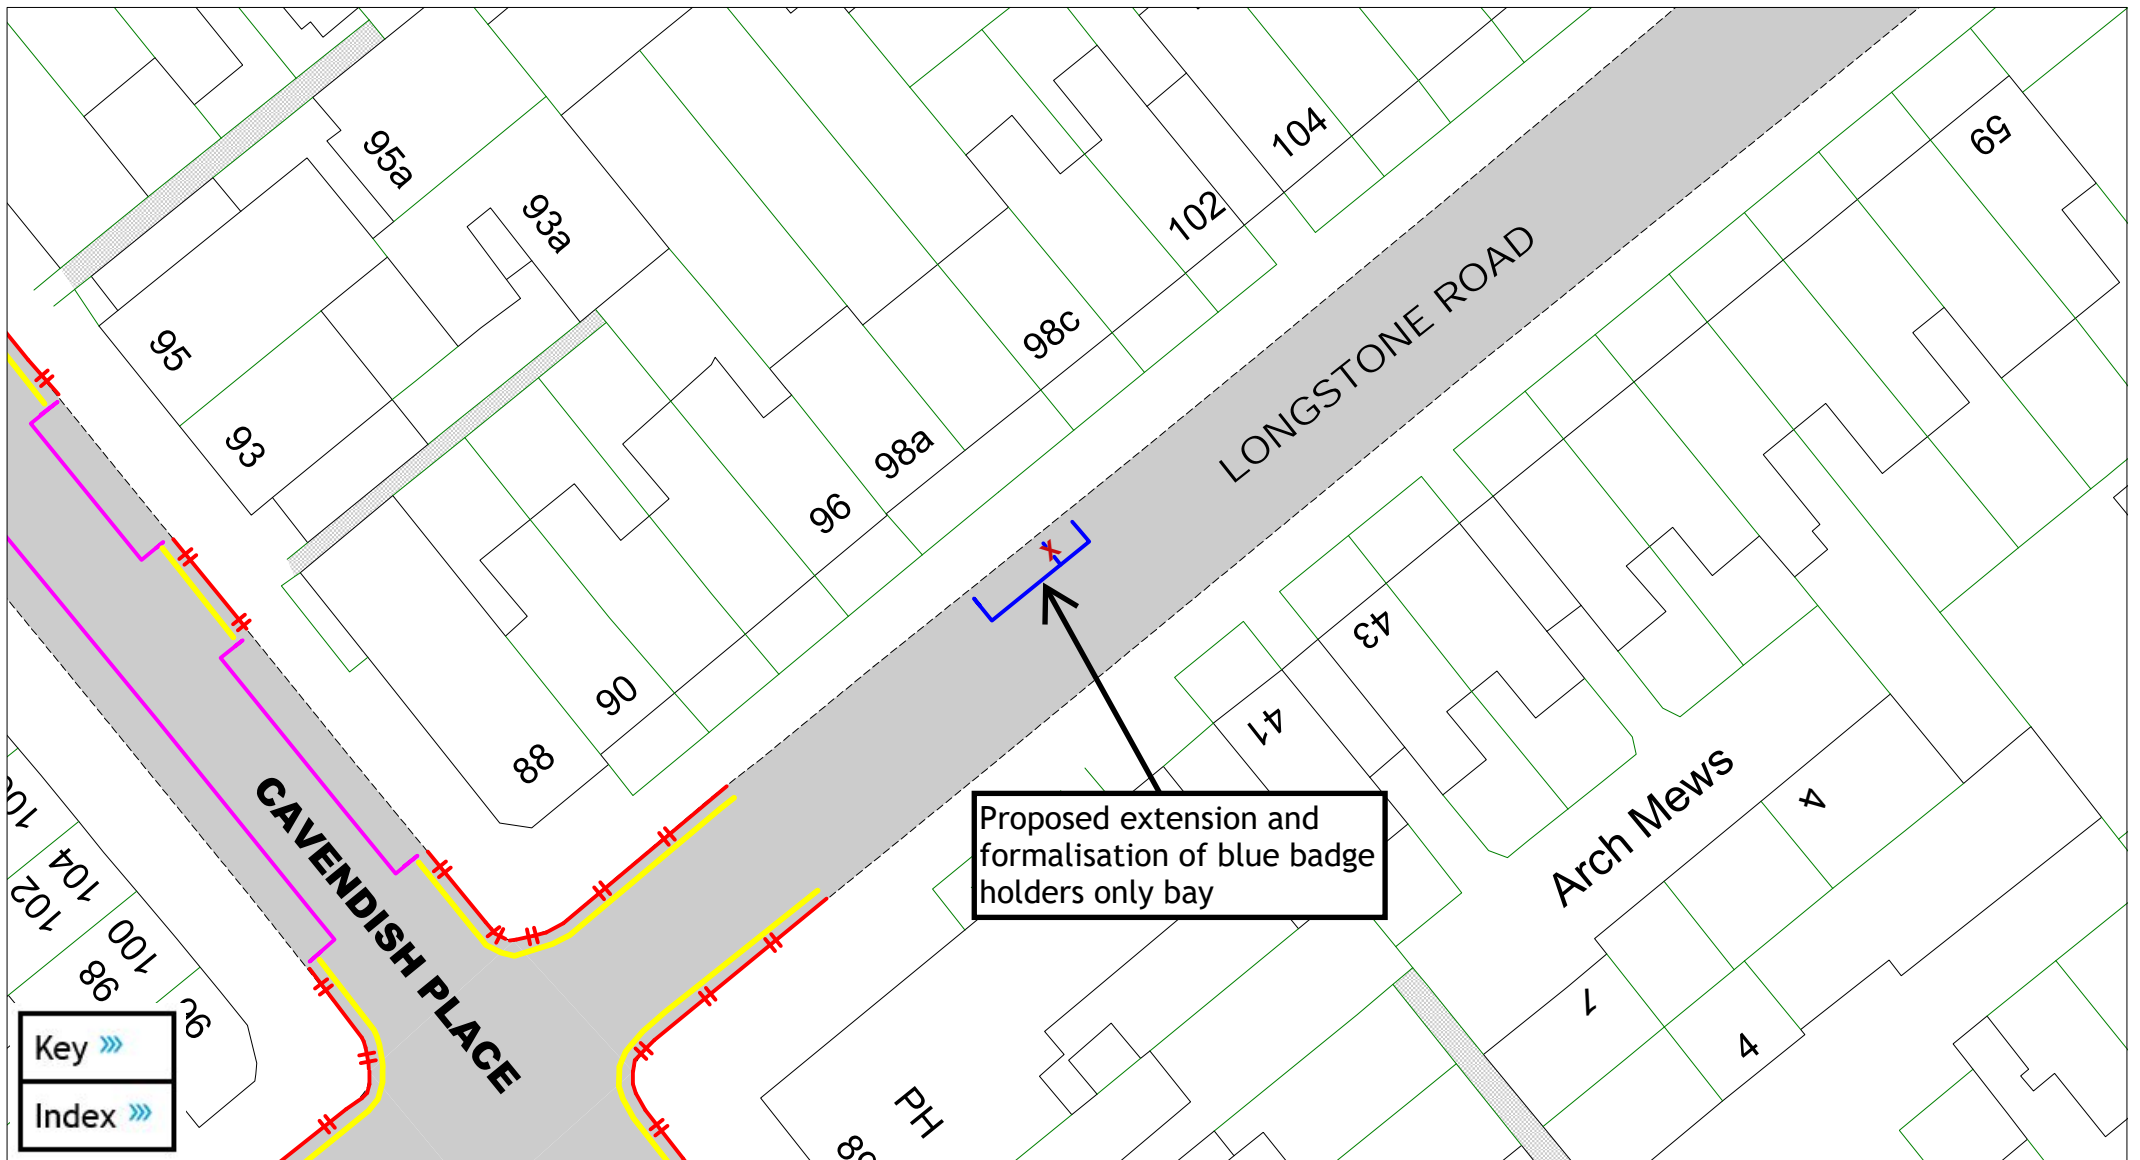 95a
93a
104
59
102
LONGSTONE ROAD
95
98c
93
98a
96
43
90
41
88
Proposed extension and
formalisation of blue badge
holders only bay
Arch Mews
4
CAVENDISH PLACE
104
102
100
98
96
7
4
PH
Key
Index